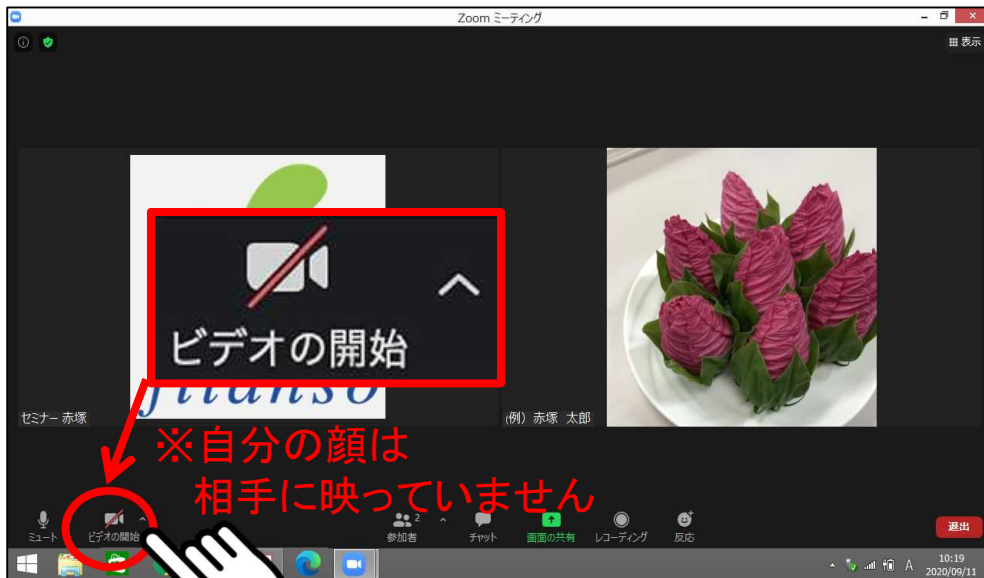 Zoom ミーティング
表示
ビデオの開始
セミナー 赤塚
(例) 赤塚 太郎
※自分の顔は
相手に映っていません
ミュート
ビデオの開始
参加者
2
チャット
画面の共有
レコーディング
反応
退出
A
10:19
2020/09/11